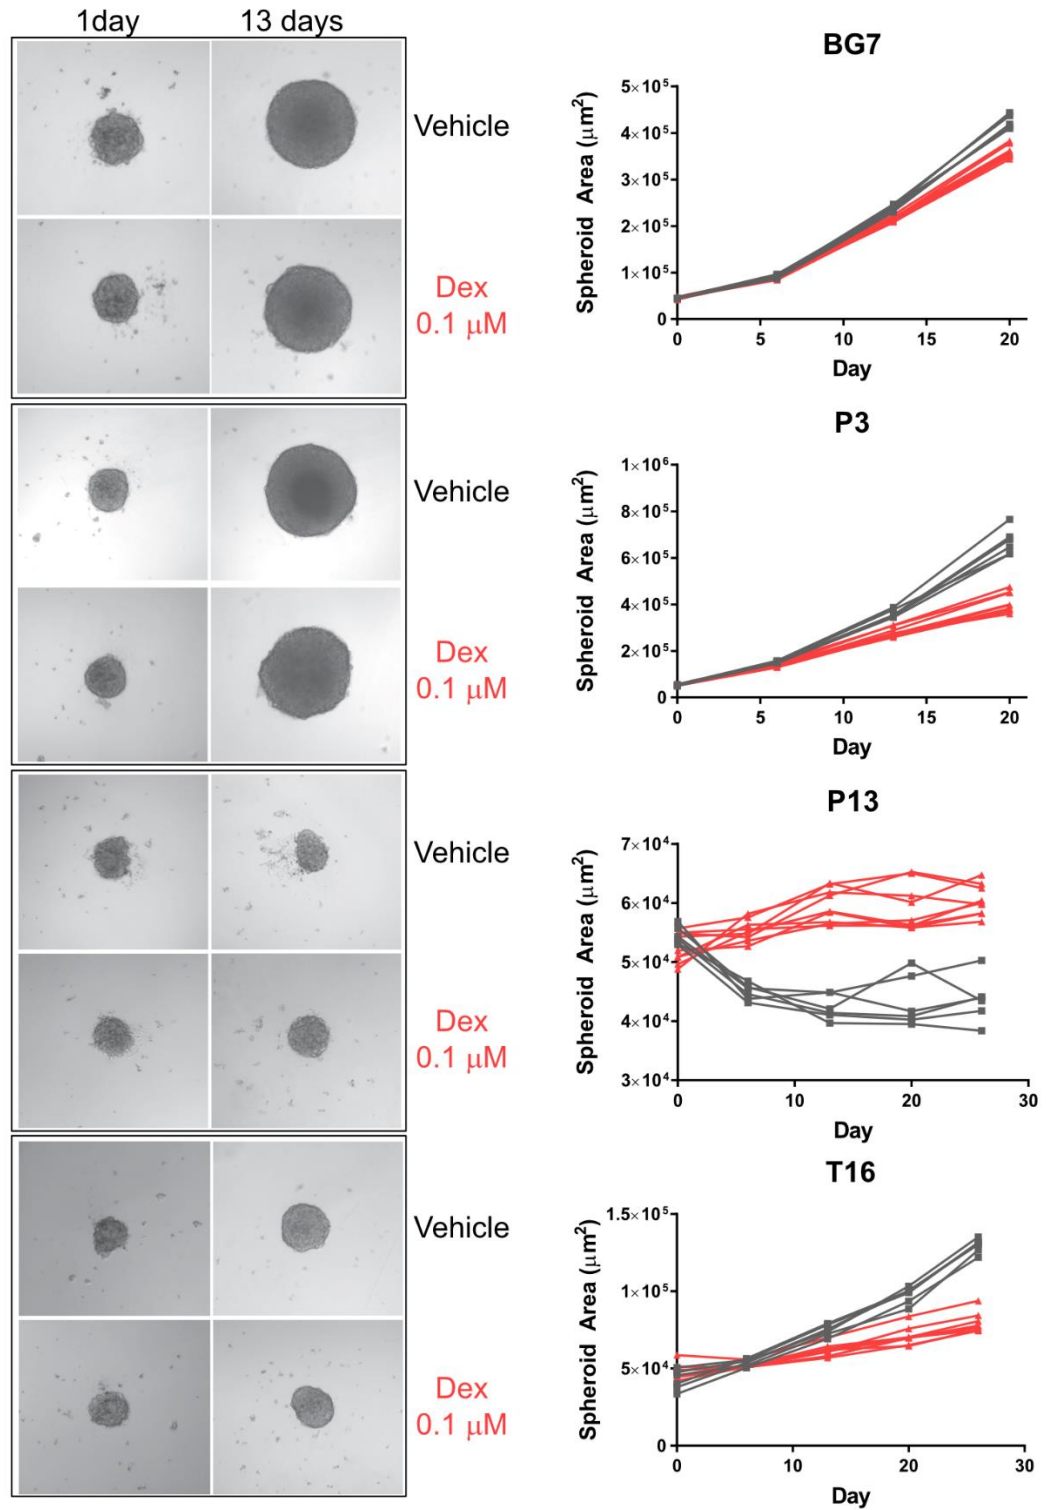 1day 13 days
Vehicle
Dex
0.1 μM
Vehicle
Dex
0.1 μM
Vehicle
Dex
0.1 μM
Vehicle
Dex
0.1 μM
BG7
Spheroid Area (μm²)
5×10⁵
4×10⁵
3×10⁵
2×10⁵
1×10⁵
0
0 5 10 15 20
Day
P3
Spheroid Area (μm²)
1×10⁶
8×10⁵
6×10⁵
4×10⁵
2×10⁵
0
0 5 10 15 20
Day
P13
Spheroid Area (μm²)
7×10⁴
6×10⁴
5×10⁴
4×10⁴
3×10⁴
0 10 20 30
Day
T16
Spheroid Area (μm²)
1.5×10⁵
1×10⁵
5×10⁴
0
0 10 20 30
Day